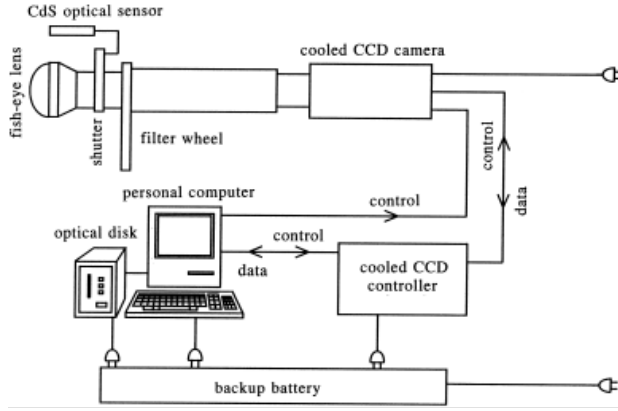 CdS optical sensor
cooled CCD camera
fish-eye lens
shutter
filter wheel
control
data
personal computer
control
optical disk
control
data
cooled CCD
controller
backup battery